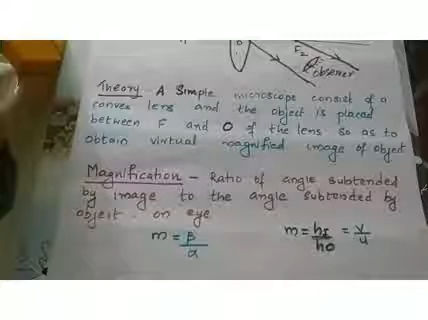 F2
observer
Theory A Simple microscope consist of a
convex lens and the object is placed
between F and O of the lens so as to
obtain virtual magnified image of object
Magnification - Ratio of angle subtended
by image to the angle subtended by
object on eye
m = β/α m = hI/ho = v/u